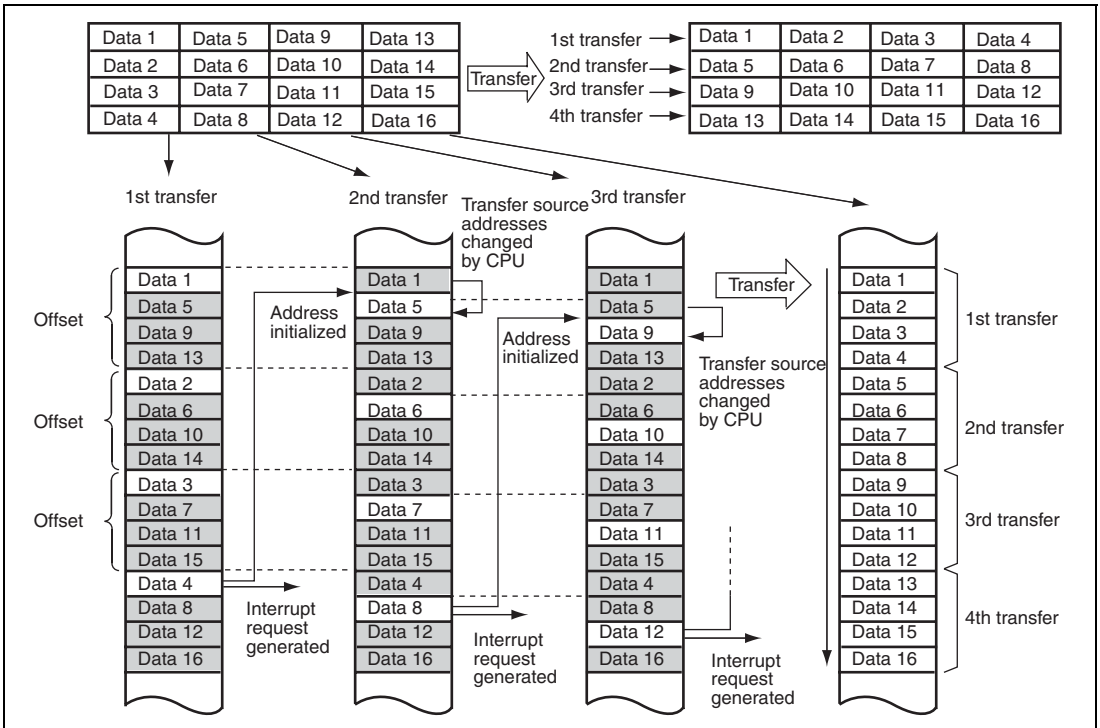 Data 1 Data 5 Data 9 Data 13
Data 2 Data 6 Data 10 Data 14
Data 3 Data 7 Data 11 Data 15
Data 4 Data 8 Data 12 Data 16
Transfer
1st transfer
2nd transfer
3rd transfer
4th transfer
Data 1 Data 2 Data 3 Data 4
Data 5 Data 6 Data 7 Data 8
Data 9 Data 10 Data 11 Data 12
Data 13 Data 14 Data 15 Data 16
1st transfer
Offset
Offset
Offset
Data 1
Data 5
Data 9
Data 13
Data 2
Data 6
Data 10
Data 14
Data 3
Data 7
Data 11
Data 15
Data 4
Data 8
Data 12
Data 16
Address
initialized
Interrupt
request
generated
2nd transfer
Data 1
Data 5
Data 9
Data 13
Data 2
Data 6
Data 10
Data 14
Data 3
Data 7
Data 11
Data 15
Data 4
Data 8
Data 12
Data 16
Transfer source
addresses
changed
by CPU
Address
initialized
Interrupt
request
generated
3rd transfer
Data 1
Data 5
Data 9
Data 13
Data 2
Data 6
Data 10
Data 14
Data 3
Data 7
Data 11
Data 15
Data 4
Data 8
Data 12
Data 16
Transfer
Transfer source
addresses
changed
by CPU
Interrupt
request
generated
Data 1
Data 2
Data 3
Data 4
Data 5
Data 6
Data 7
Data 8
Data 9
Data 10
Data 11
Data 12
Data 13
Data 14
Data 15
Data 16
1st transfer
2nd transfer
3rd transfer
4th transfer